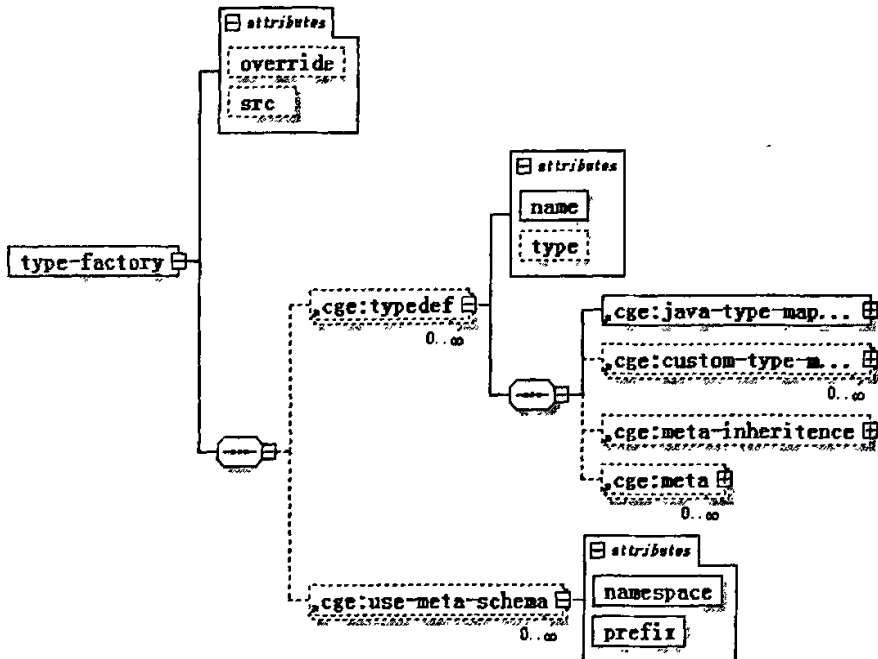 attributes
override
src
attributes
name
type
type-factory
cge:typedef
0..∞
cge:java-type-map...
cge:custom-type-m...
0..∞
cge:meta-inheritence
cge:meta
0..∞
attributes
cge:use-meta-schema
0..∞
namespace
prefix